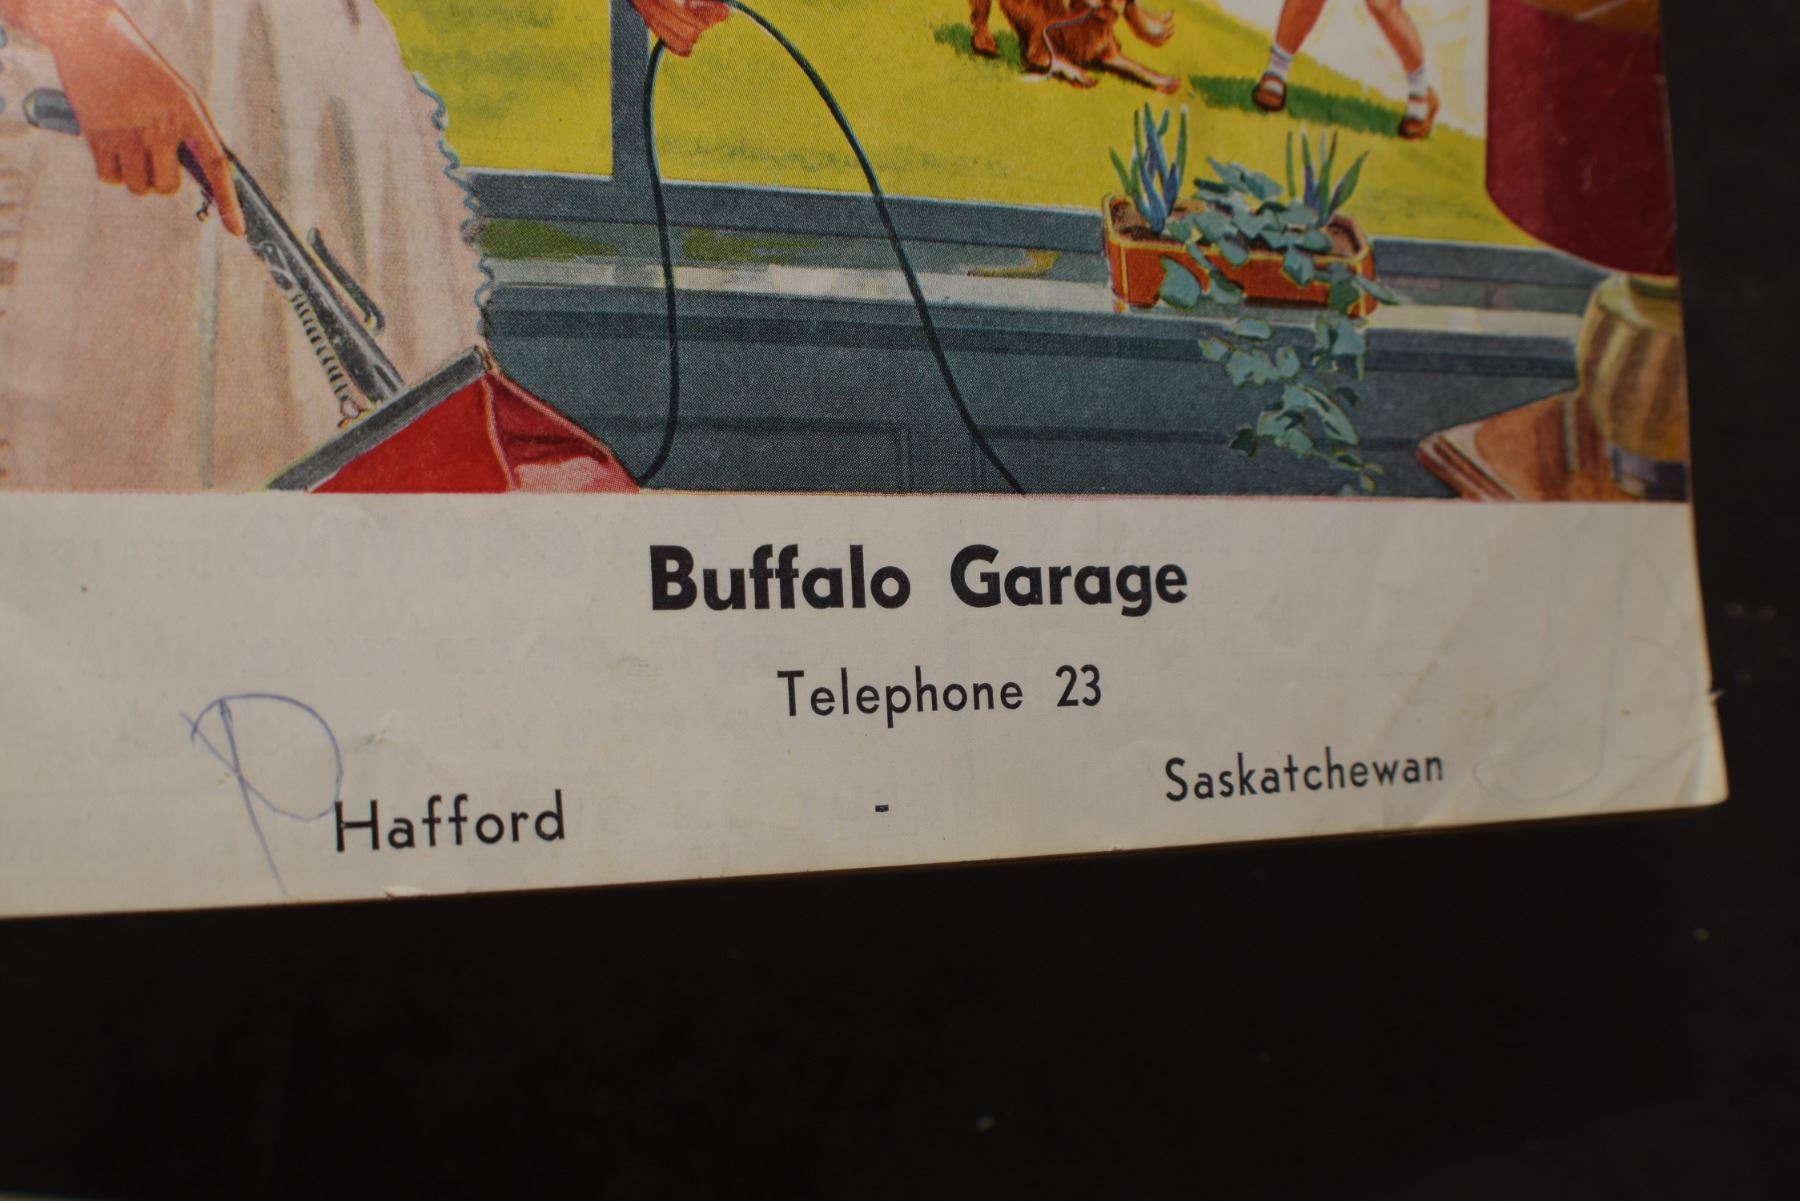 Buffalo Garage
Telephone 23
Hafford - Saskatchewan